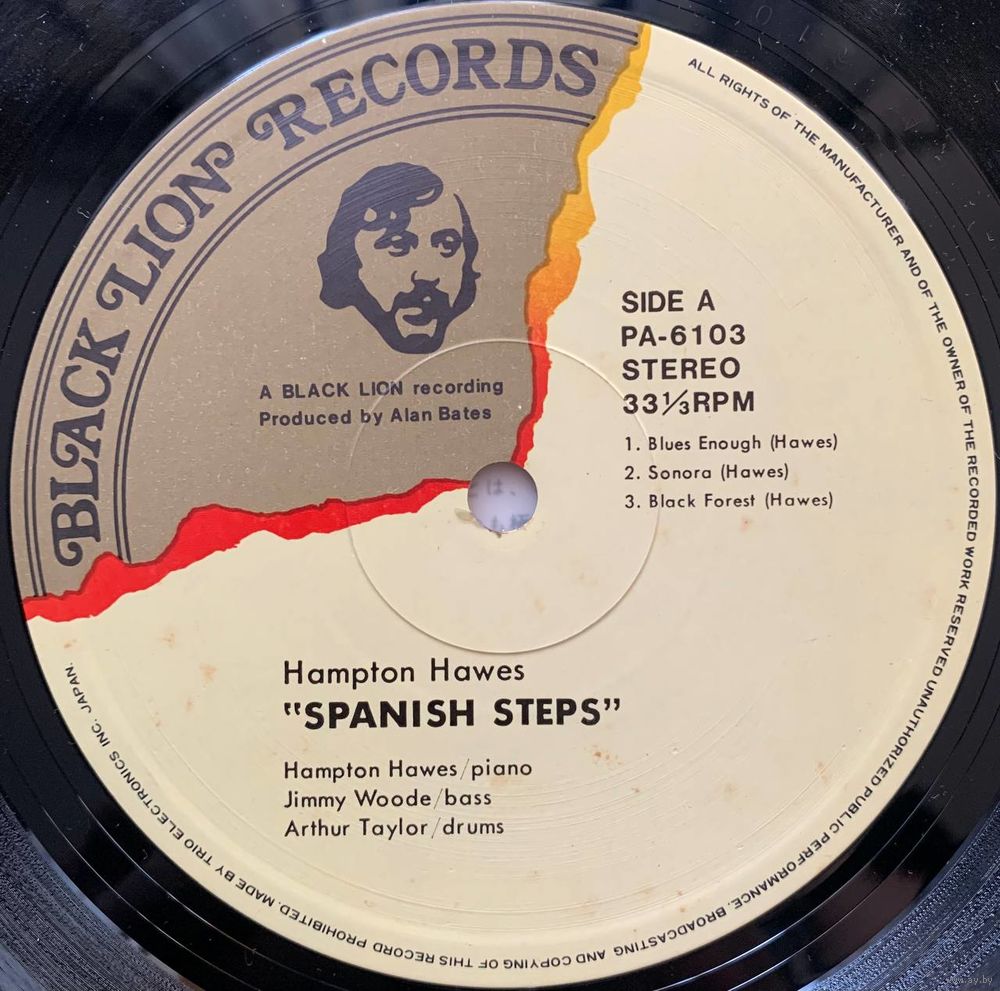 BLACK LION RECORDS
A BLACK LION recording
Produced by Alan Bates
SIDE A
PA-6103
STEREO
33⅓RPM
1. Blues Enough (Hawes)
2. Sonora (Hawes)
3. Black Forest (Hawes)
Hampton Hawes
"SPANISH STEPS"
Hampton Hawes/piano
Jimmy Woode/bass
Arthur Taylor/drums
ALL RIGHTS OF THE MANUFACTURER AND OF THE OWNER OF THE RECORDED WORK RESERVED UNAUTHORIZED PUBLIC PERFORMANCE. BROADCASTING AND COPYING OF THIS RECORD PROHIBITED. MADE BY TRIO ELECTRONICS INC. JAPAN.
www.ay.by